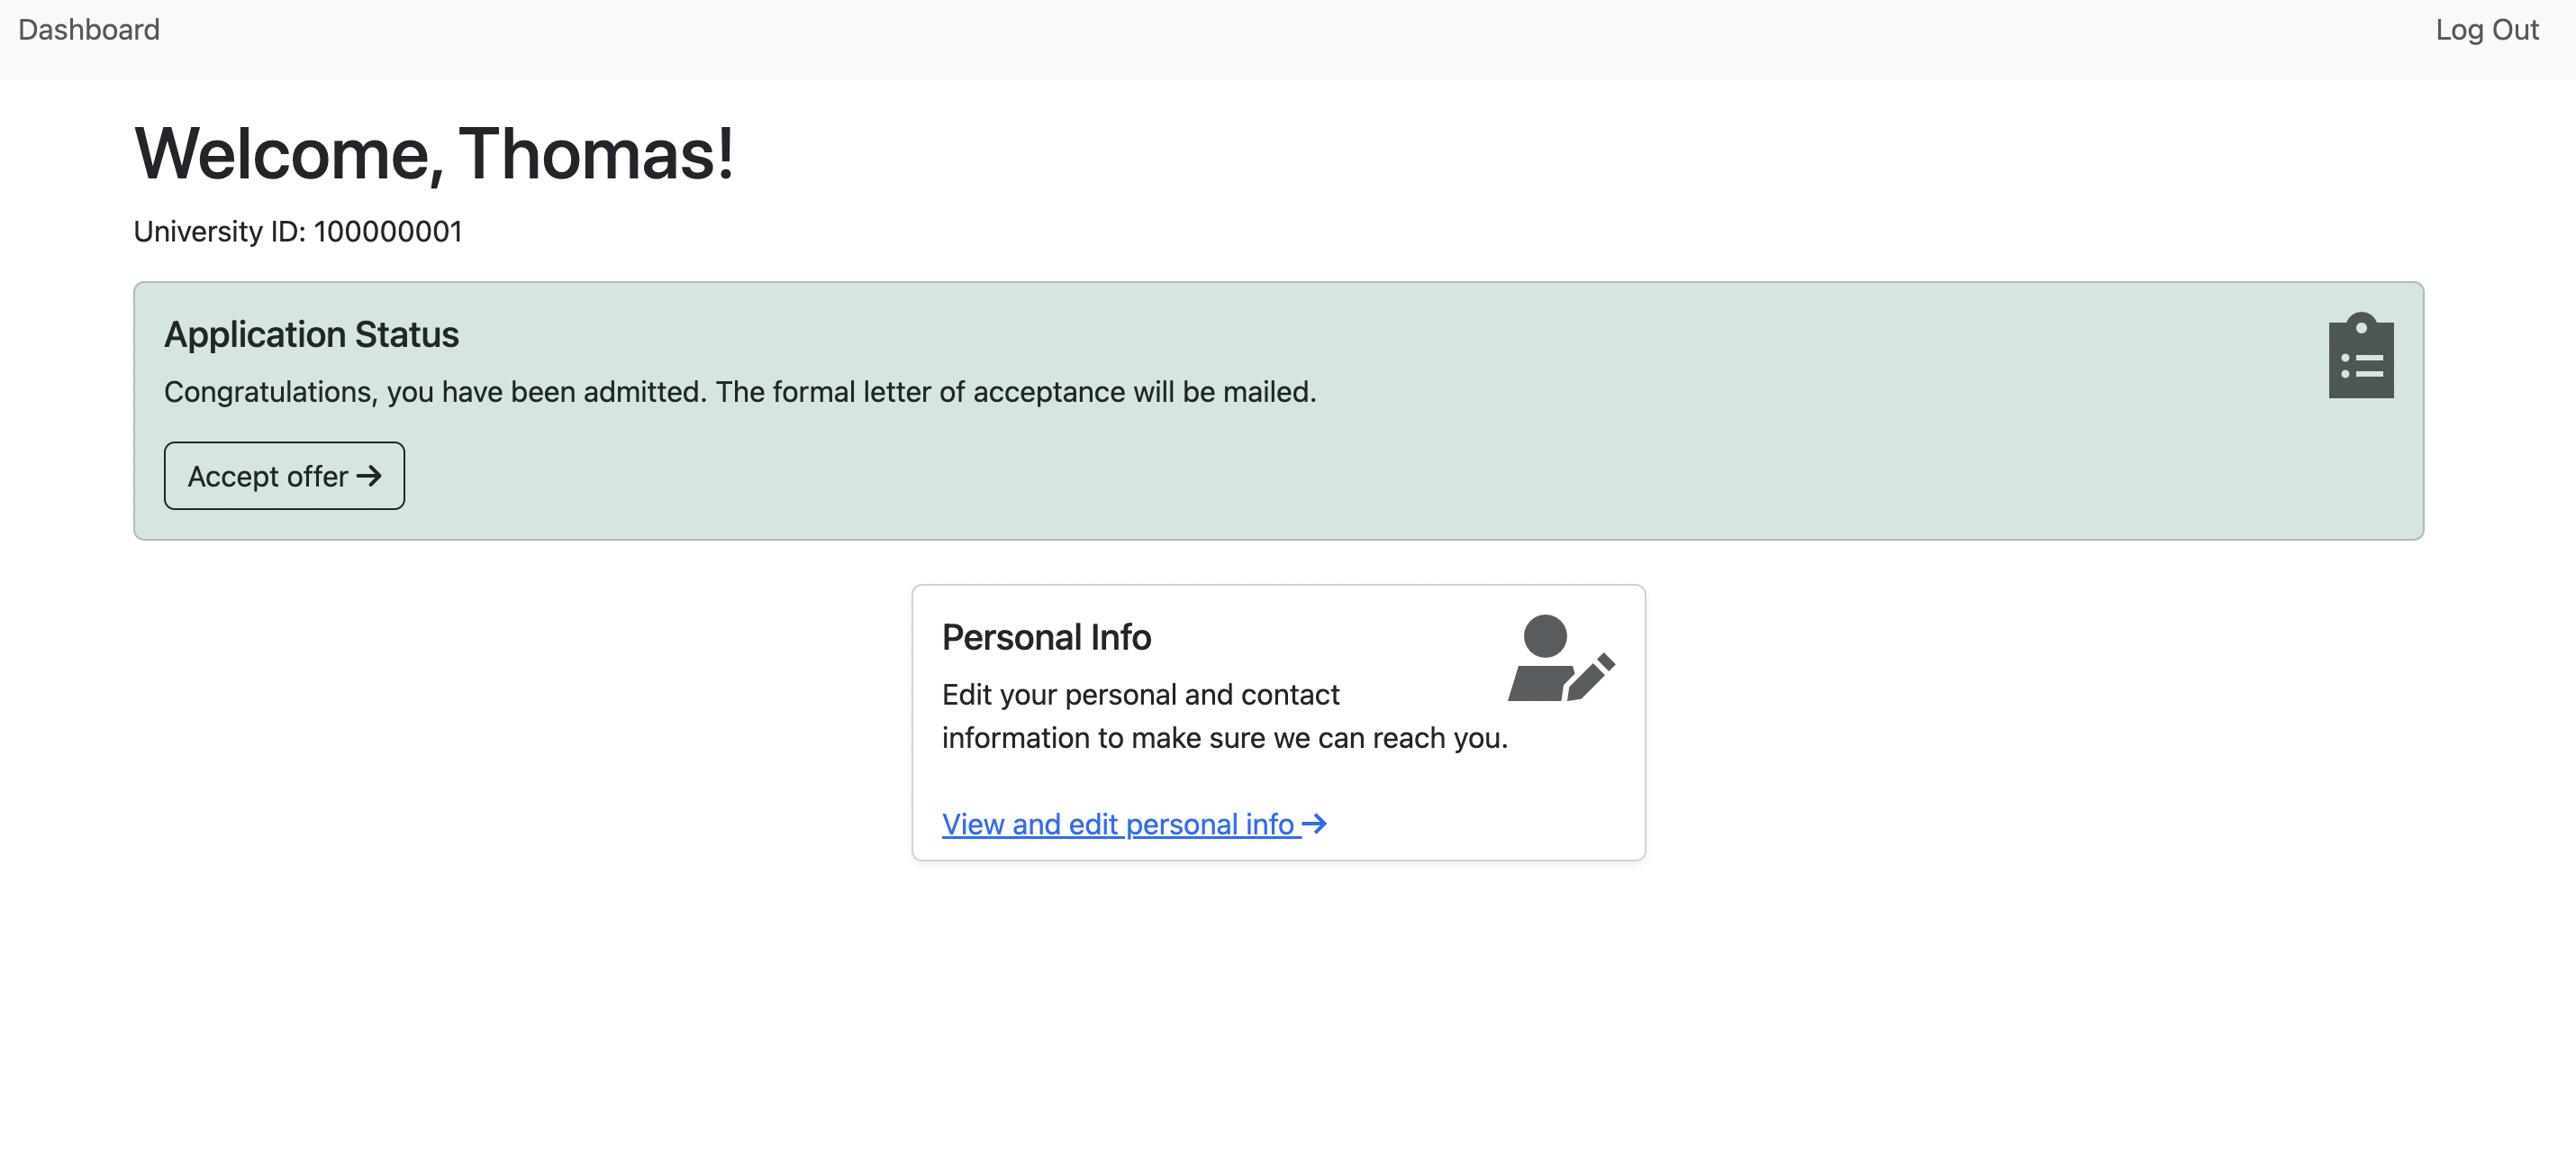 Dashboard
Log Out
Welcome, Thomas!
University ID: 100000001
Application Status
Congratulations, you have been admitted. The formal letter of acceptance will be mailed.
Accept offer →
Personal Info
Edit your personal and contact
information to make sure we can reach you.
View and edit personal info →